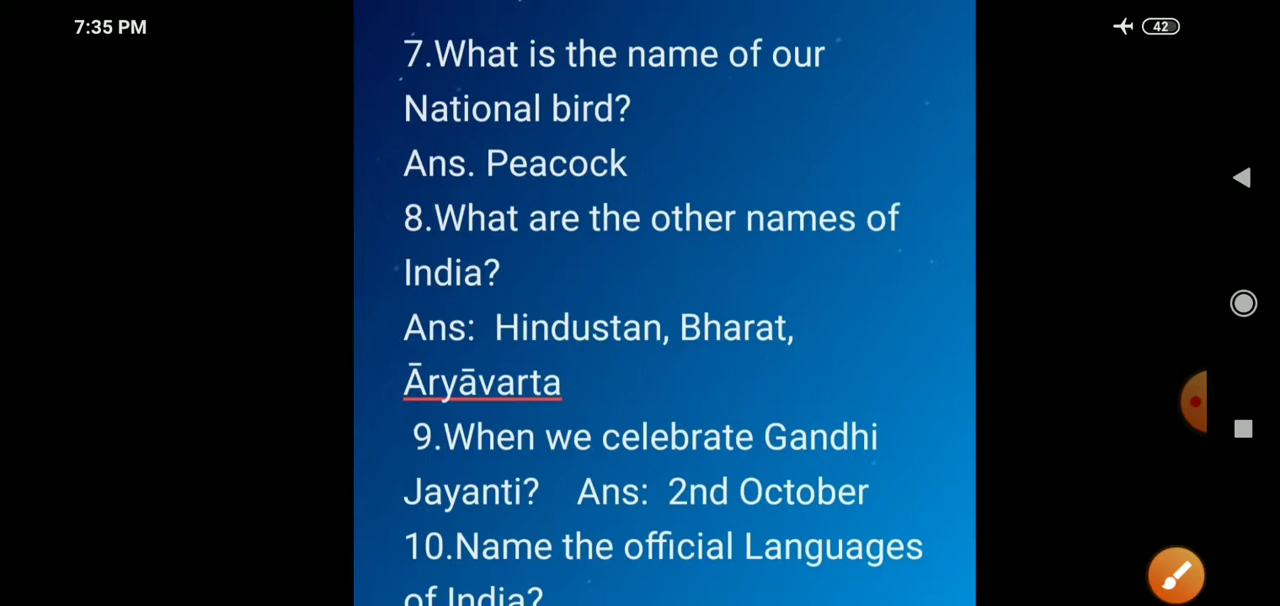 7:35 PM
42
7.What is the name of our
National bird?
Ans. Peacock
8.What are the other names of
India?
Ans:  Hindustan, Bharat,
Āryāvarta
9.When we celebrate Gandhi
Jayanti?    Ans:  2nd October
10.Name the official Languages
of India?